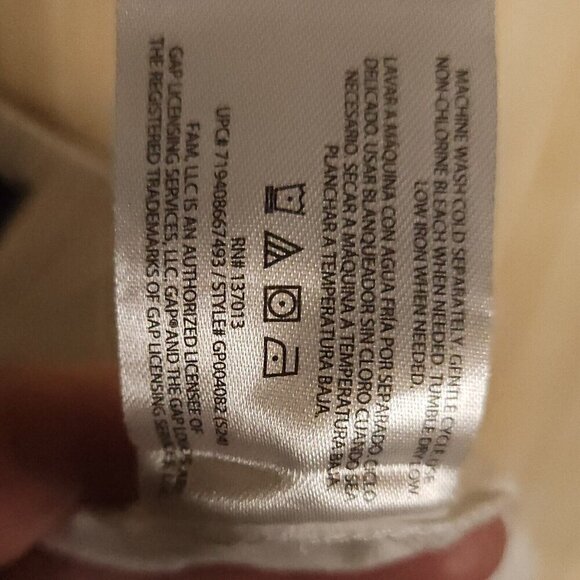 MACHINE WASH COLD SEPARATELY, GENTLE CYCLE. USE
NON-CHLORINE BLEACH WHEN NEEDED. TUMBLE DRY LOW.
LOW IRON WHEN NEEDED.
LAVAR A MÁQUINA CON AGUA FRÍA POR SEPARADO, CICLO
DELICADO. USAR BLANQUEADOR SIN CLORO CUANDO SEA
NECESARIO. SECAR A MÁQUINA A TEMPERATURA BAJA.
PLANCHAR A TEMPERATURA BAJA.
RN# 137013
UPC# 719408667493 / STYLE# GP004082 (S24)
FAM, LLC IS AN AUTHORIZED LICENSEE OF
GAP LICENSING SERVICES, LLC. GAP® AND THE GAP LOGO
THE REGISTERED TRADEMARKS OF GAP LICENSING